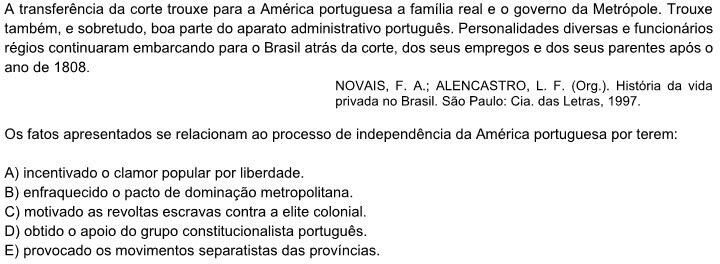 A transferência da corte trouxe para a América portuguesa a família real e o governo da Metrópole. Trouxe
também, e sobretudo, boa parte do aparato administrativo português. Personalidades diversas e funcionários
régios continuaram embarcando para o Brasil atrás da corte, dos seus empregos e dos seus parentes após o
ano de 1808.
NOVAIS, F. A.; ALENCASTRO, L. F. (Org.). História da vida
privada no Brasil. São Paulo: Cia. das Letras, 1997.
Os fatos apresentados se relacionam ao processo de independência da América portuguesa por terem:
A) incentivado o clamor popular por liberdade.
B) enfraquecido o pacto de dominação metropolitana.
C) motivado as revoltas escravas contra a elite colonial.
D) obtido o apoio do grupo constitucionalista português.
E) provocado os movimentos separatistas das províncias.